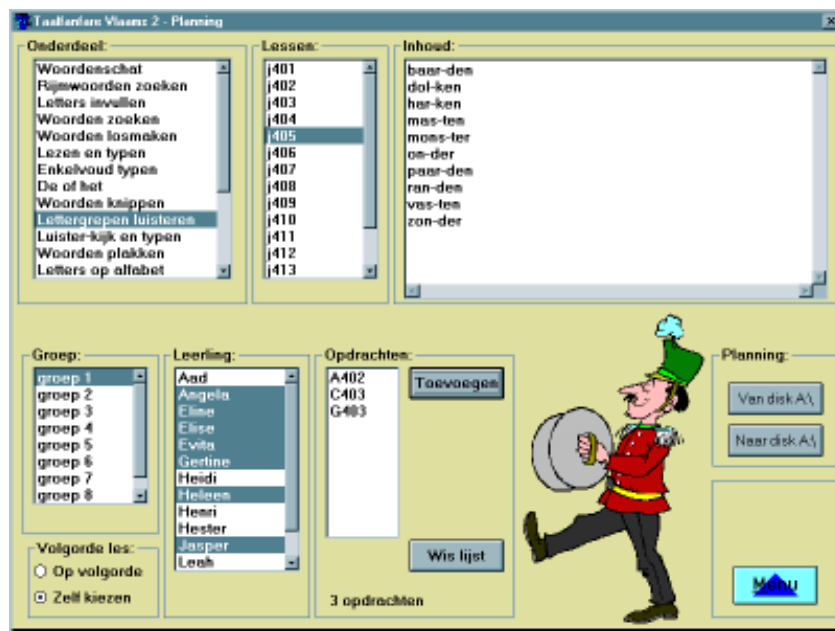 Taalfanfare Vlaams 2 - Planning
Onderdeel:
Woordenschat
Rijmwoorden zoeken
Letters invullen
Woorden zoeken
Woorden losmaken
Lezen en typen
Enkelvoud typen
De of het
Woorden knippen
Lettergrepen luisteren
Luister-kijk en typen
Woorden plakken
Letters op alfabet
Lessen:
j401
j402
j403
j404
j405
j406
j407
j408
j409
j410
j411
j412
j413
Inhoud:
baar-den
dol-ken
har-ken
mas-ten
mons-ter
on-der
paar-den
ran-den
vas-ten
zon-der
Groep:
groep 1
groep 2
groep 3
groep 4
groep 5
groep 6
groep 7
groep 8
Volgorde les:
Op volgorde
Zelf kiezen
Leerling:
Aad
Angela
Eline
Elise
Evita
Gertine
Heidi
Heleen
Henri
Hester
Jasper
Leah
Opdrachten:
A402
C403
G403
Toevoegen
Wis lijst
3 opdrachten
Planning:
Van disk A:\
Naar disk A:\
Menu